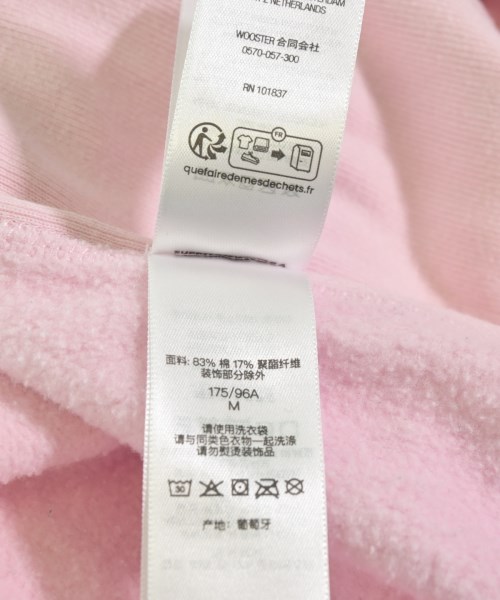 NETHERLANDS
WOOSTER 合同会社
0570-057-300
RN 101837
FR
quefairedemesdechets.fr
面料: 83% 棉 17% 聚酯纤维
装饰部分除外
175/96A
M
请使用洗衣袋
请与同类色衣物一起洗涤
请勿熨烫装饰品
30
产地: 葡萄牙